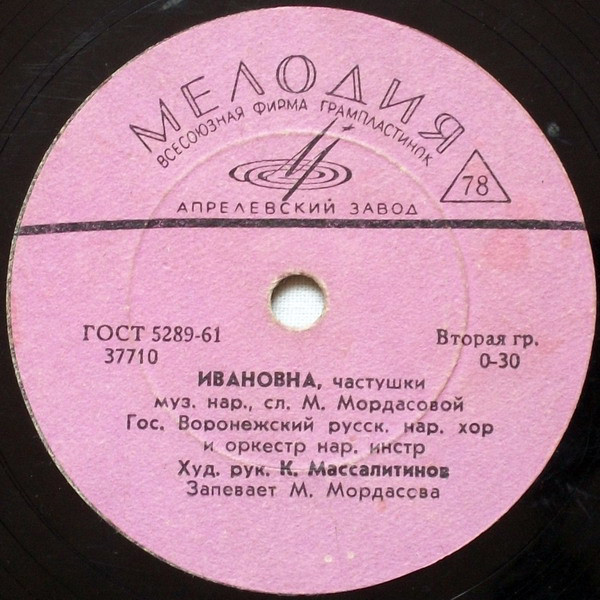 МЕЛОДИЯ
ВСЕСОЮЗНАЯ ФИРМА ГРАМПЛАСТИНОК
78
АПРЕЛЕВСКИЙ ЗАВОД
ГОСТ 5289-61
37710
Вторая гр.
0-30
ИВАНОВНА, частушки
муз. нар., сл. М. Мордасовой
Гос. Воронежский русск. нар. хор
и оркестр нар. инстр
Худ. рук. К. Массалитинов
Запевает М. Мордасова